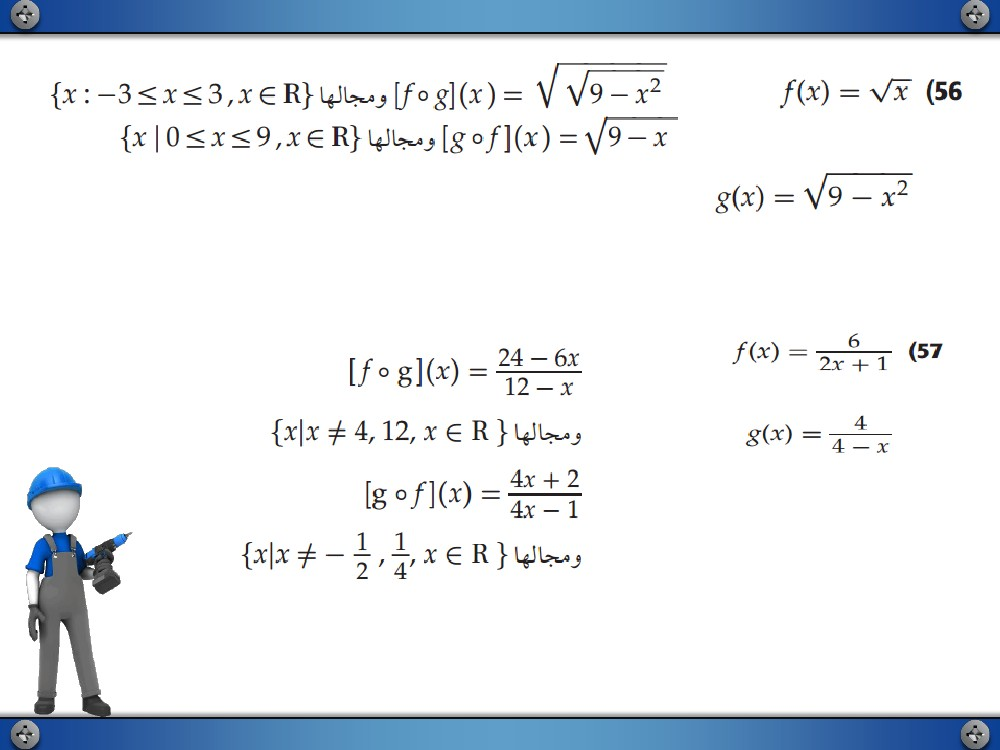 56) f(x) = √x
[f ∘ g](x) = √(√(9 − x²)) ومجالها {x : −3 ≤ x ≤ 3, x ∈ R}
[g ∘ f](x) = √(9 − x) ومجالها {x | 0 ≤ x ≤ 9, x ∈ R}
g(x) = √(9 − x²)
57) f(x) = 6/(2x + 1)
[f ∘ g](x) = (24 − 6x)/(12 − x)
g(x) = 4/(4 − x)
ومجالها {x|x ≠ 4, 12, x ∈ R }
[g ∘ f](x) = (4x + 2)/(4x − 1)
ومجالها {x|x ≠ − 1/2 , 1/4, x ∈ R }